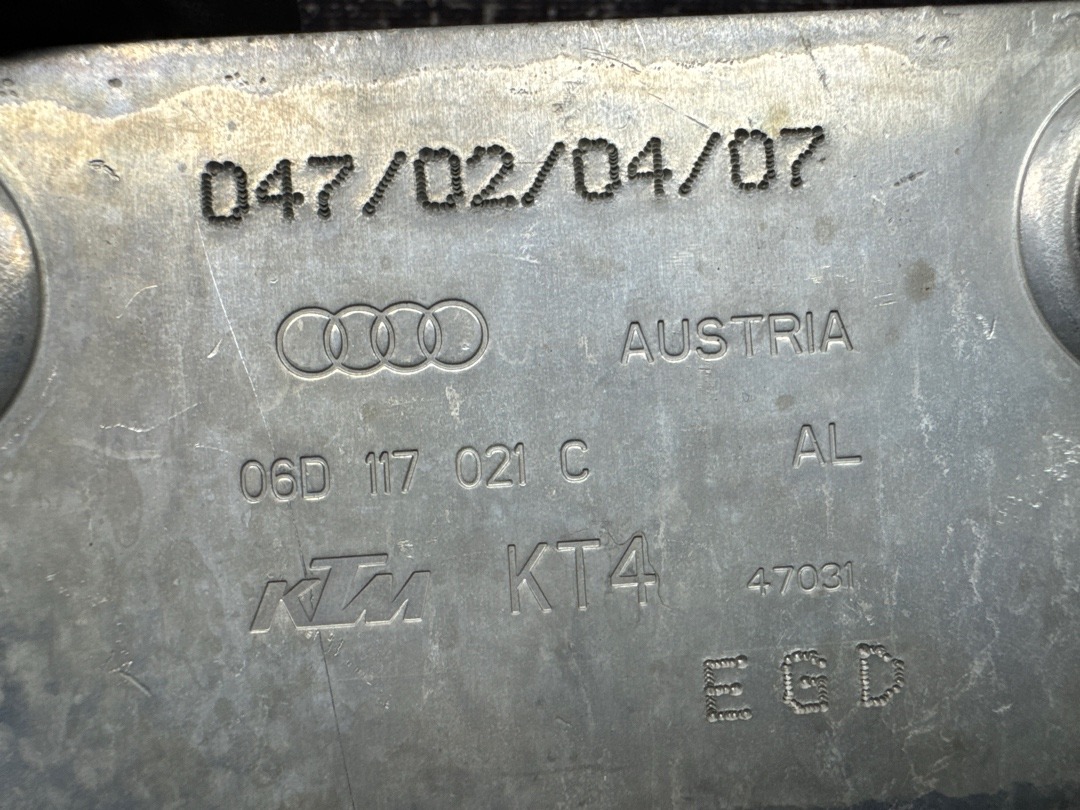 047/02/04/07
AUSTRIA
06D 117 021 C AL
KTM KT4 47031
EGD